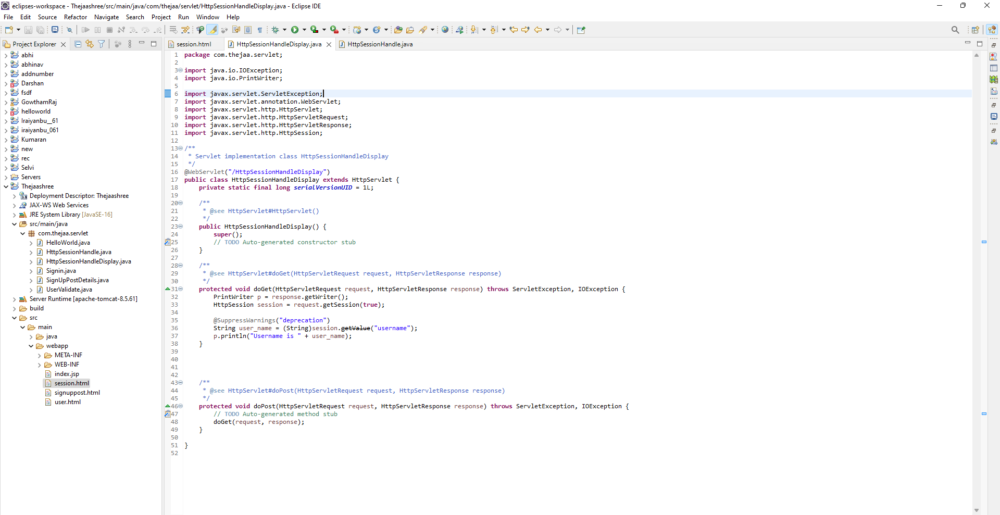 eclipses-workspace - Thejaashree/src/main/java/com/thejaa/servlet/HttpSessionHandleDisplay.java - Eclipse IDE
File Edit Source Refactor Navigate Search Project Run Window Help
Project Explorer
abhi
abhinav
addnumber
Darshan
fsdf
GowthamRaj
helloworld
Iraiyanbu__61
iraiyanbu_061
Kumaran
new
rec
Selvi
Servers
Thejaashree
Deployment Descriptor: Thejaashree
JAX-WS Web Services
JRE System Library [JavaSE-16]
src/main/java
com.thejaa.servlet
HelloWorld.java
HttpSessionHandle.java
HttpSessionHandleDisplay.java
Signin.java
SignUpPostDetails.java
UserValidate.java
Server Runtime [apache-tomcat-8.5.61]
build
src
main
java
webapp
META-INF
WEB-INF
index.jsp
session.html
signuppost.html
user.html
session.html HttpSessionHandleDisplay.java HttpSessionHandle.java
1 package com.thejaa.servlet;
2
3 import java.io.IOException;
4 import java.io.PrintWriter;
5
6 import javax.servlet.ServletException;
7 import javax.servlet.annotation.WebServlet;
8 import javax.servlet.http.HttpServlet;
9 import javax.servlet.http.HttpServletRequest;
10 import javax.servlet.http.HttpServletResponse;
11 import javax.servlet.http.HttpSession;
12
13 /**
14  * Servlet implementation class HttpSessionHandleDisplay
15  */
16 @WebServlet("/HttpSessionHandleDisplay")
17 public class HttpSessionHandleDisplay extends HttpServlet {
18     private static final long serialVersionUID = 1L;
19
20     /**
21      * @see HttpServlet#HttpServlet()
22      */
23     public HttpSessionHandleDisplay() {
24         super();
25         // TODO Auto-generated constructor stub
26     }
27
28     /**
29      * @see HttpServlet#doGet(HttpServletRequest request, HttpServletResponse response)
30      */
31     protected void doGet(HttpServletRequest request, HttpServletResponse response) throws ServletException, IOException {
32         PrintWriter p = response.getWriter();
33         HttpSession session = request.getSession(true);
34
35         @SuppressWarnings("deprecation")
36         String user_name = (String)session.getValue("username");
37         p.println("Username is " + user_name);
38     }
39
40
41
42
43     /**
44      * @see HttpServlet#doPost(HttpServletRequest request, HttpServletResponse response)
45      */
46     protected void doPost(HttpServletRequest request, HttpServletResponse response) throws ServletException, IOException {
47         // TODO Auto-generated method stub
48         doGet(request, response);
49     }
50
51 }
52